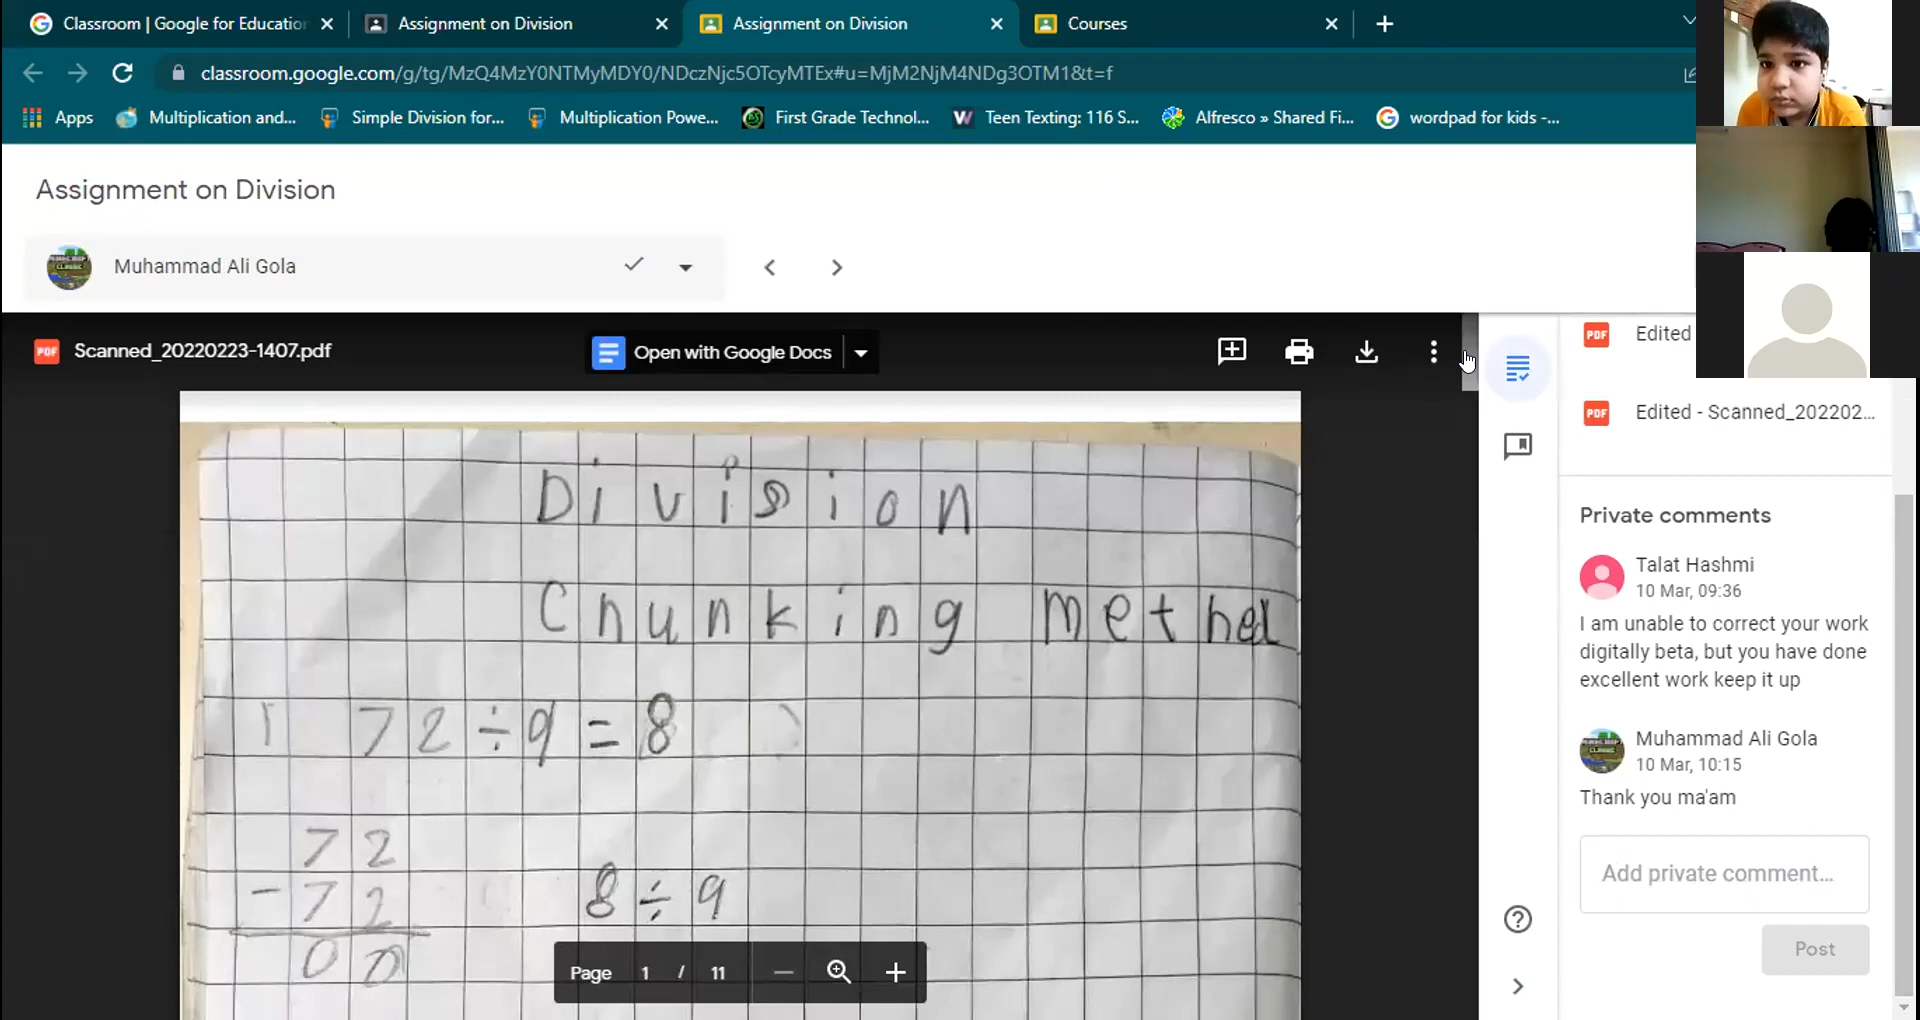 Classroom | Google for Educatio
Assignment on Division
Assignment on Division
Courses
classroom.google.com/g/tg/MzQ4MzY0NTMyMDY0/NDczNjc5OTcyMTEx#u=MjM2NjM4NDg3OTM1&t=f
Apps
Multiplication and...
Simple Division for...
Multiplication Powe...
First Grade Technol...
Teen Texting: 116 S...
Alfresco » Shared Fi...
wordpad for kids -...
Assignment on Division
Muhammad Ali Gola
PDF
Scanned_20220223-1407.pdf
Open with Google Docs
Division
Chunking Method
1 72 ÷ 9 = 8
72
- 72
00
8 ÷ 9
Page 1 / 11
PDF
Edited
PDF
Edited - Scanned_202202...
Private comments
Talat Hashmi
10 Mar, 09:36
I am unable to correct your work
digitally beta, but you have done
excellent work keep it up
Muhammad Ali Gola
10 Mar, 10:15
Thank you ma'am
Add private comment...
Post